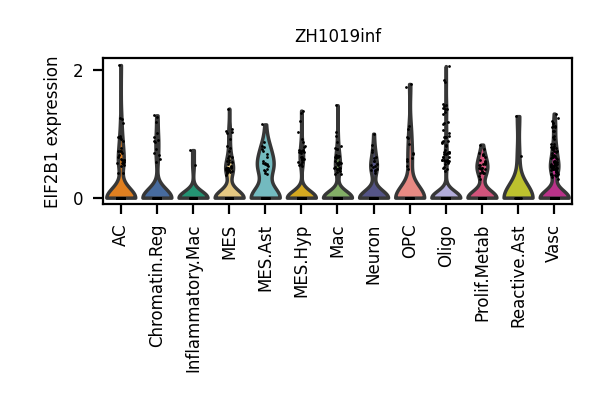 ZH1019inf
EIF2B1 expression
2
0
AC
Chromatin.Reg
Inflammatory.Mac
MES
MES.Ast
MES.Hyp
Mac
Neuron
OPC
Oligo
Prolif.Metab
Reactive.Ast
Vasc